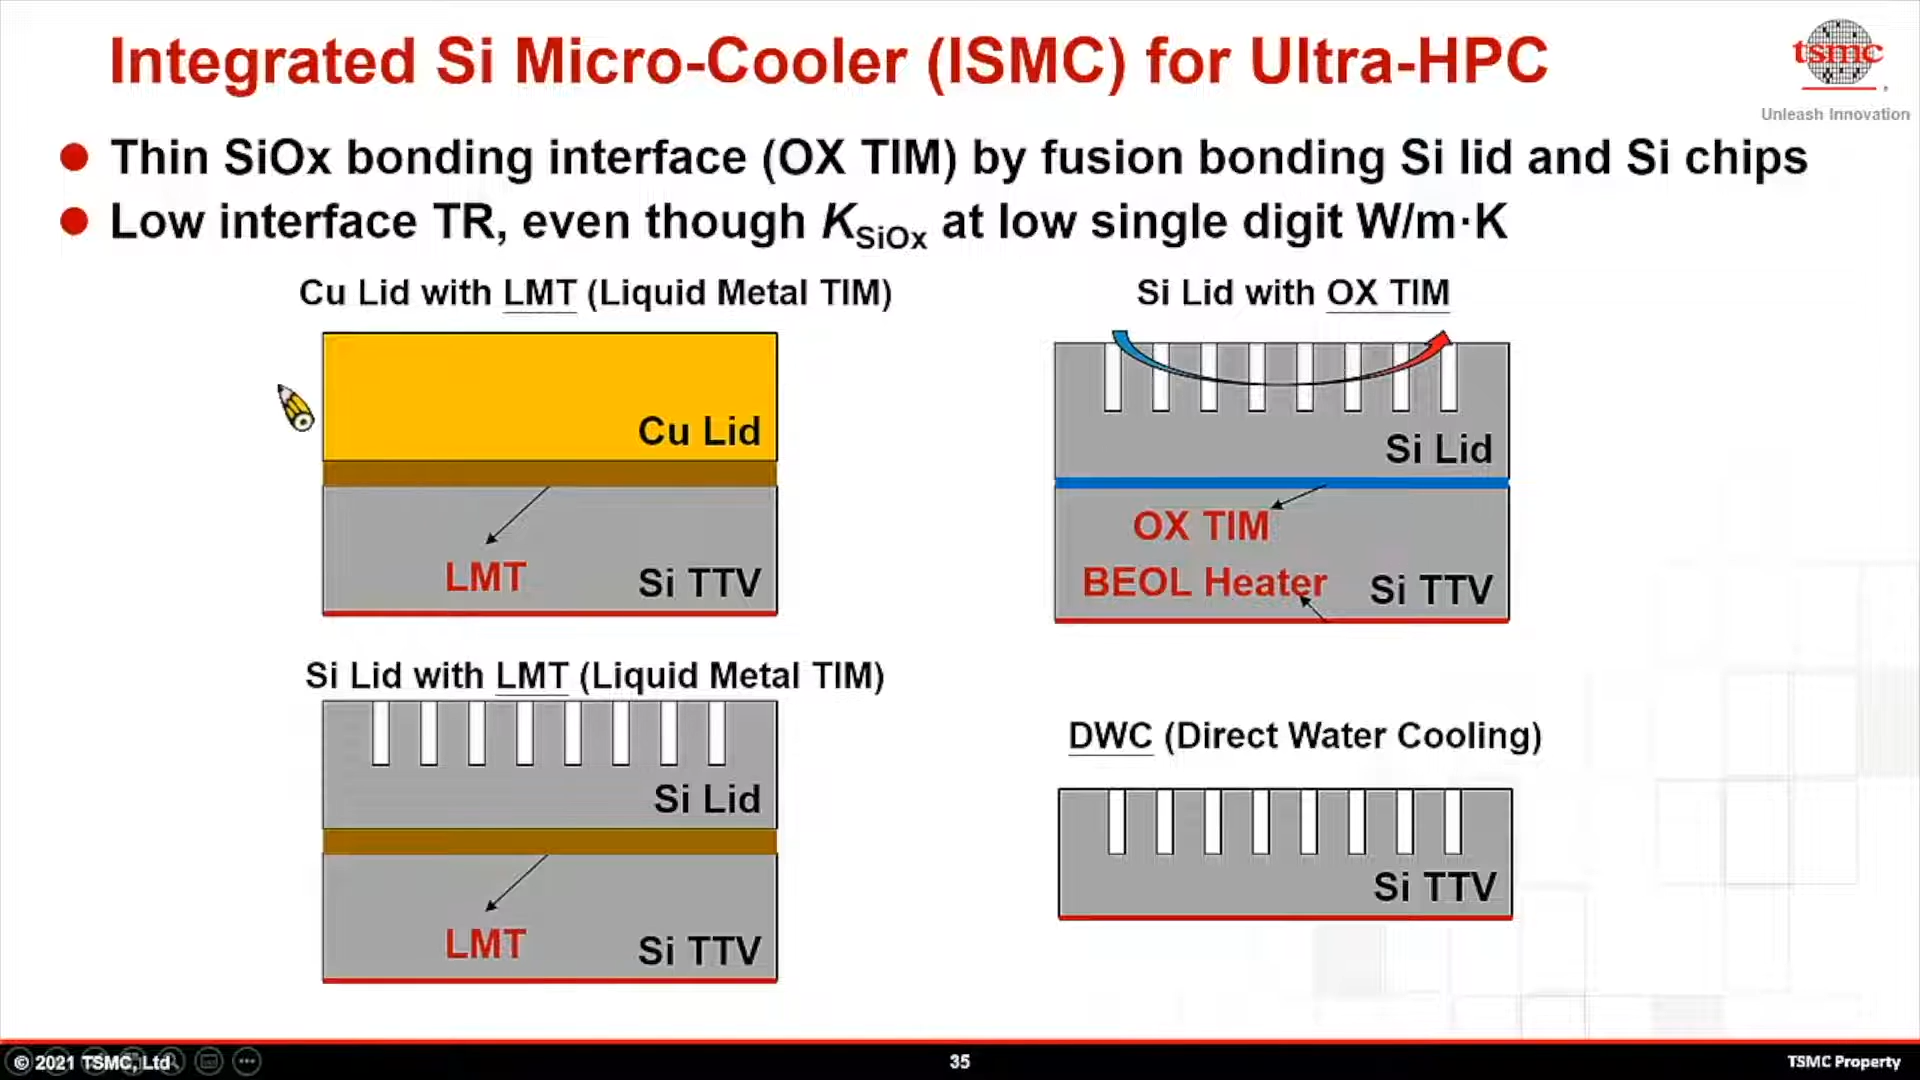 Integrated Si Micro-Cooler (ISMC) for Ultra-HPC
tsmc
Unleash Innovation
Thin SiOx bonding interface (OX TIM) by fusion bonding Si lid and Si chips
Low interface TR, even though KSiOx at low single digit W/m·K
Cu Lid with LMT (Liquid Metal TIM)
Cu Lid
LMT
Si TTV
Si Lid with OX TIM
Si Lid
OX TIM
BEOL Heater
Si TTV
Si Lid with LMT (Liquid Metal TIM)
Si Lid
LMT
Si TTV
DWC (Direct Water Cooling)
Si TTV
© 2021 TSMC, Ltd
35
TSMC Property